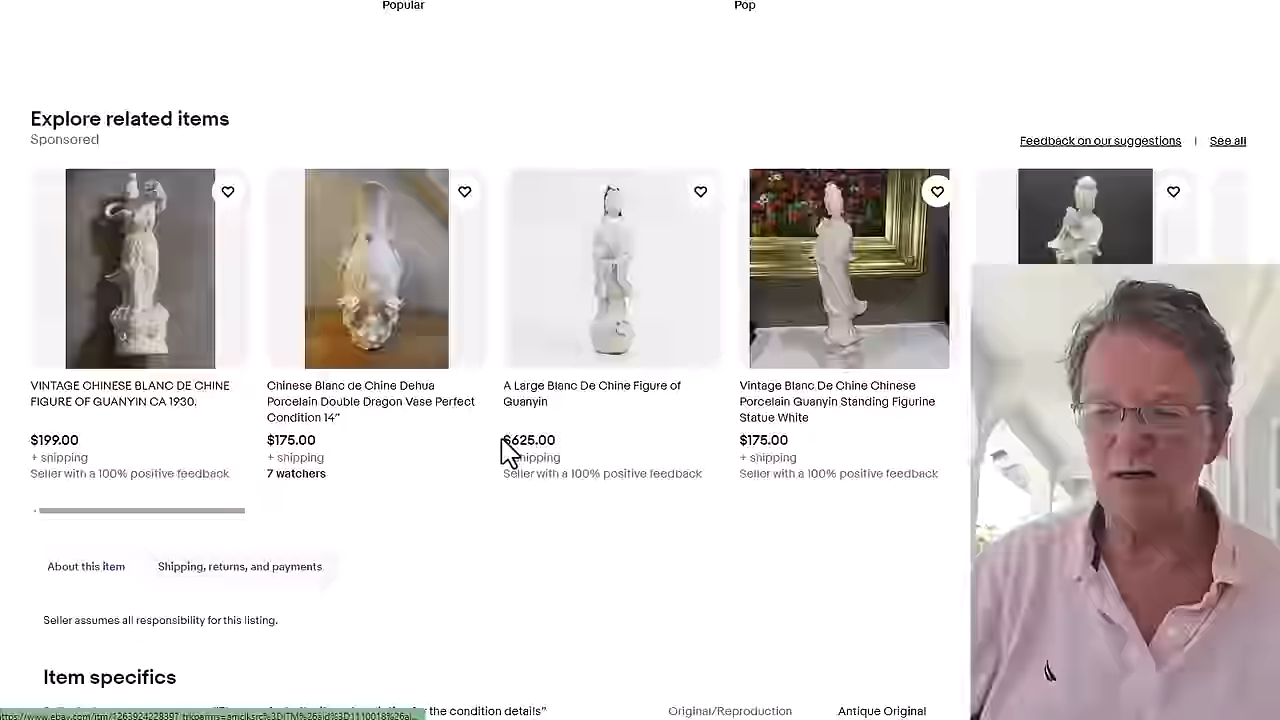 Popular
Pop
Explore related items
Sponsored
Feedback on our suggestions | See all
VINTAGE CHINESE BLANC DE CHINE
FIGURE OF GUANYIN CA 1930.
$199.00
+ shipping
Seller with a 100% positive feedback
Chinese Blanc de Chine Dehua
Porcelain Double Dragon Vase Perfect
Condition 14"
$175.00
+ shipping
7 watchers
A Large Blanc De Chine Figure of
Guanyin
$625.00
shipping
Seller with a 100% positive feedback
Vintage Blanc De Chine Chinese
Porcelain Guanyin Standing Figurine
Statue White
$175.00
+ shipping
Seller with a 100% positive feedback
About this item
Shipping, returns, and payments
Seller assumes all responsibility for this listing.
Item specifics
the condition details"
Original/Reproduction
Antique Original